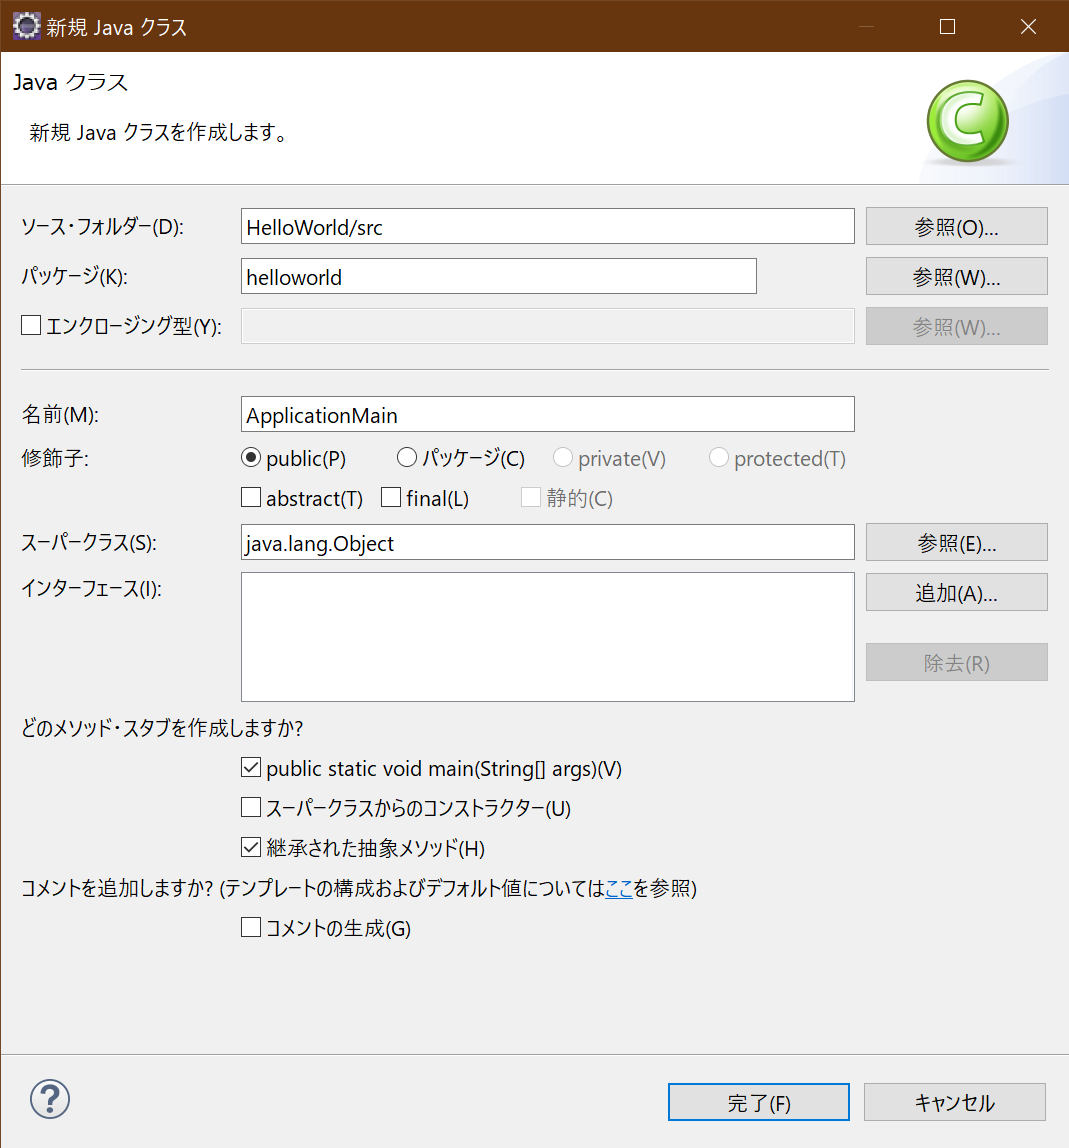 新規 Java クラス
Java クラス
新規 Java クラスを作成します。
ソース・フォルダー(D): HelloWorld/src 参照(O)...
パッケージ(K): helloworld 参照(W)...
エンクロージング型(Y): 参照(W)...
名前(M): ApplicationMain
修飾子: public(P) パッケージ(C) private(V) protected(T)
abstract(T) final(L) 静的(C)
スーパークラス(S): java.lang.Object 参照(E)...
インターフェース(I): 追加(A)...
除去(R)
どのメソッド・スタブを作成しますか?
public static void main(String[] args)(V)
スーパークラスからのコンストラクター(U)
継承された抽象メソッド(H)
コメントを追加しますか? (テンプレートの構成およびデフォルト値についてはここを参照)
コメントの生成(G)
? 完了(F) キャンセル